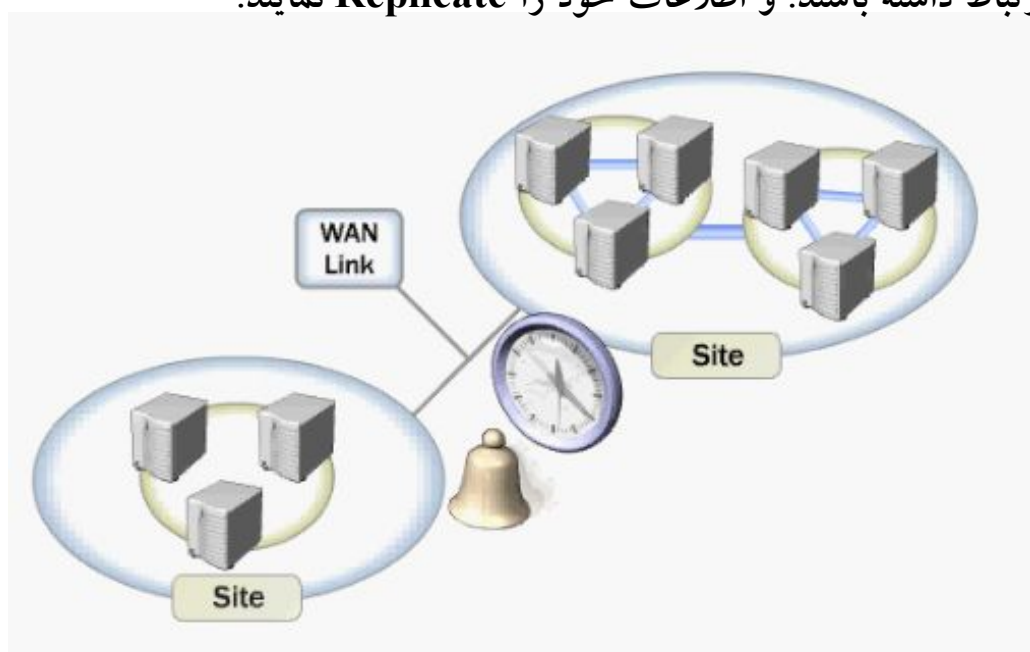 داشته باشند. و اطلاعات خود را Replicate نمایند.
WAN
Link
Site
Site